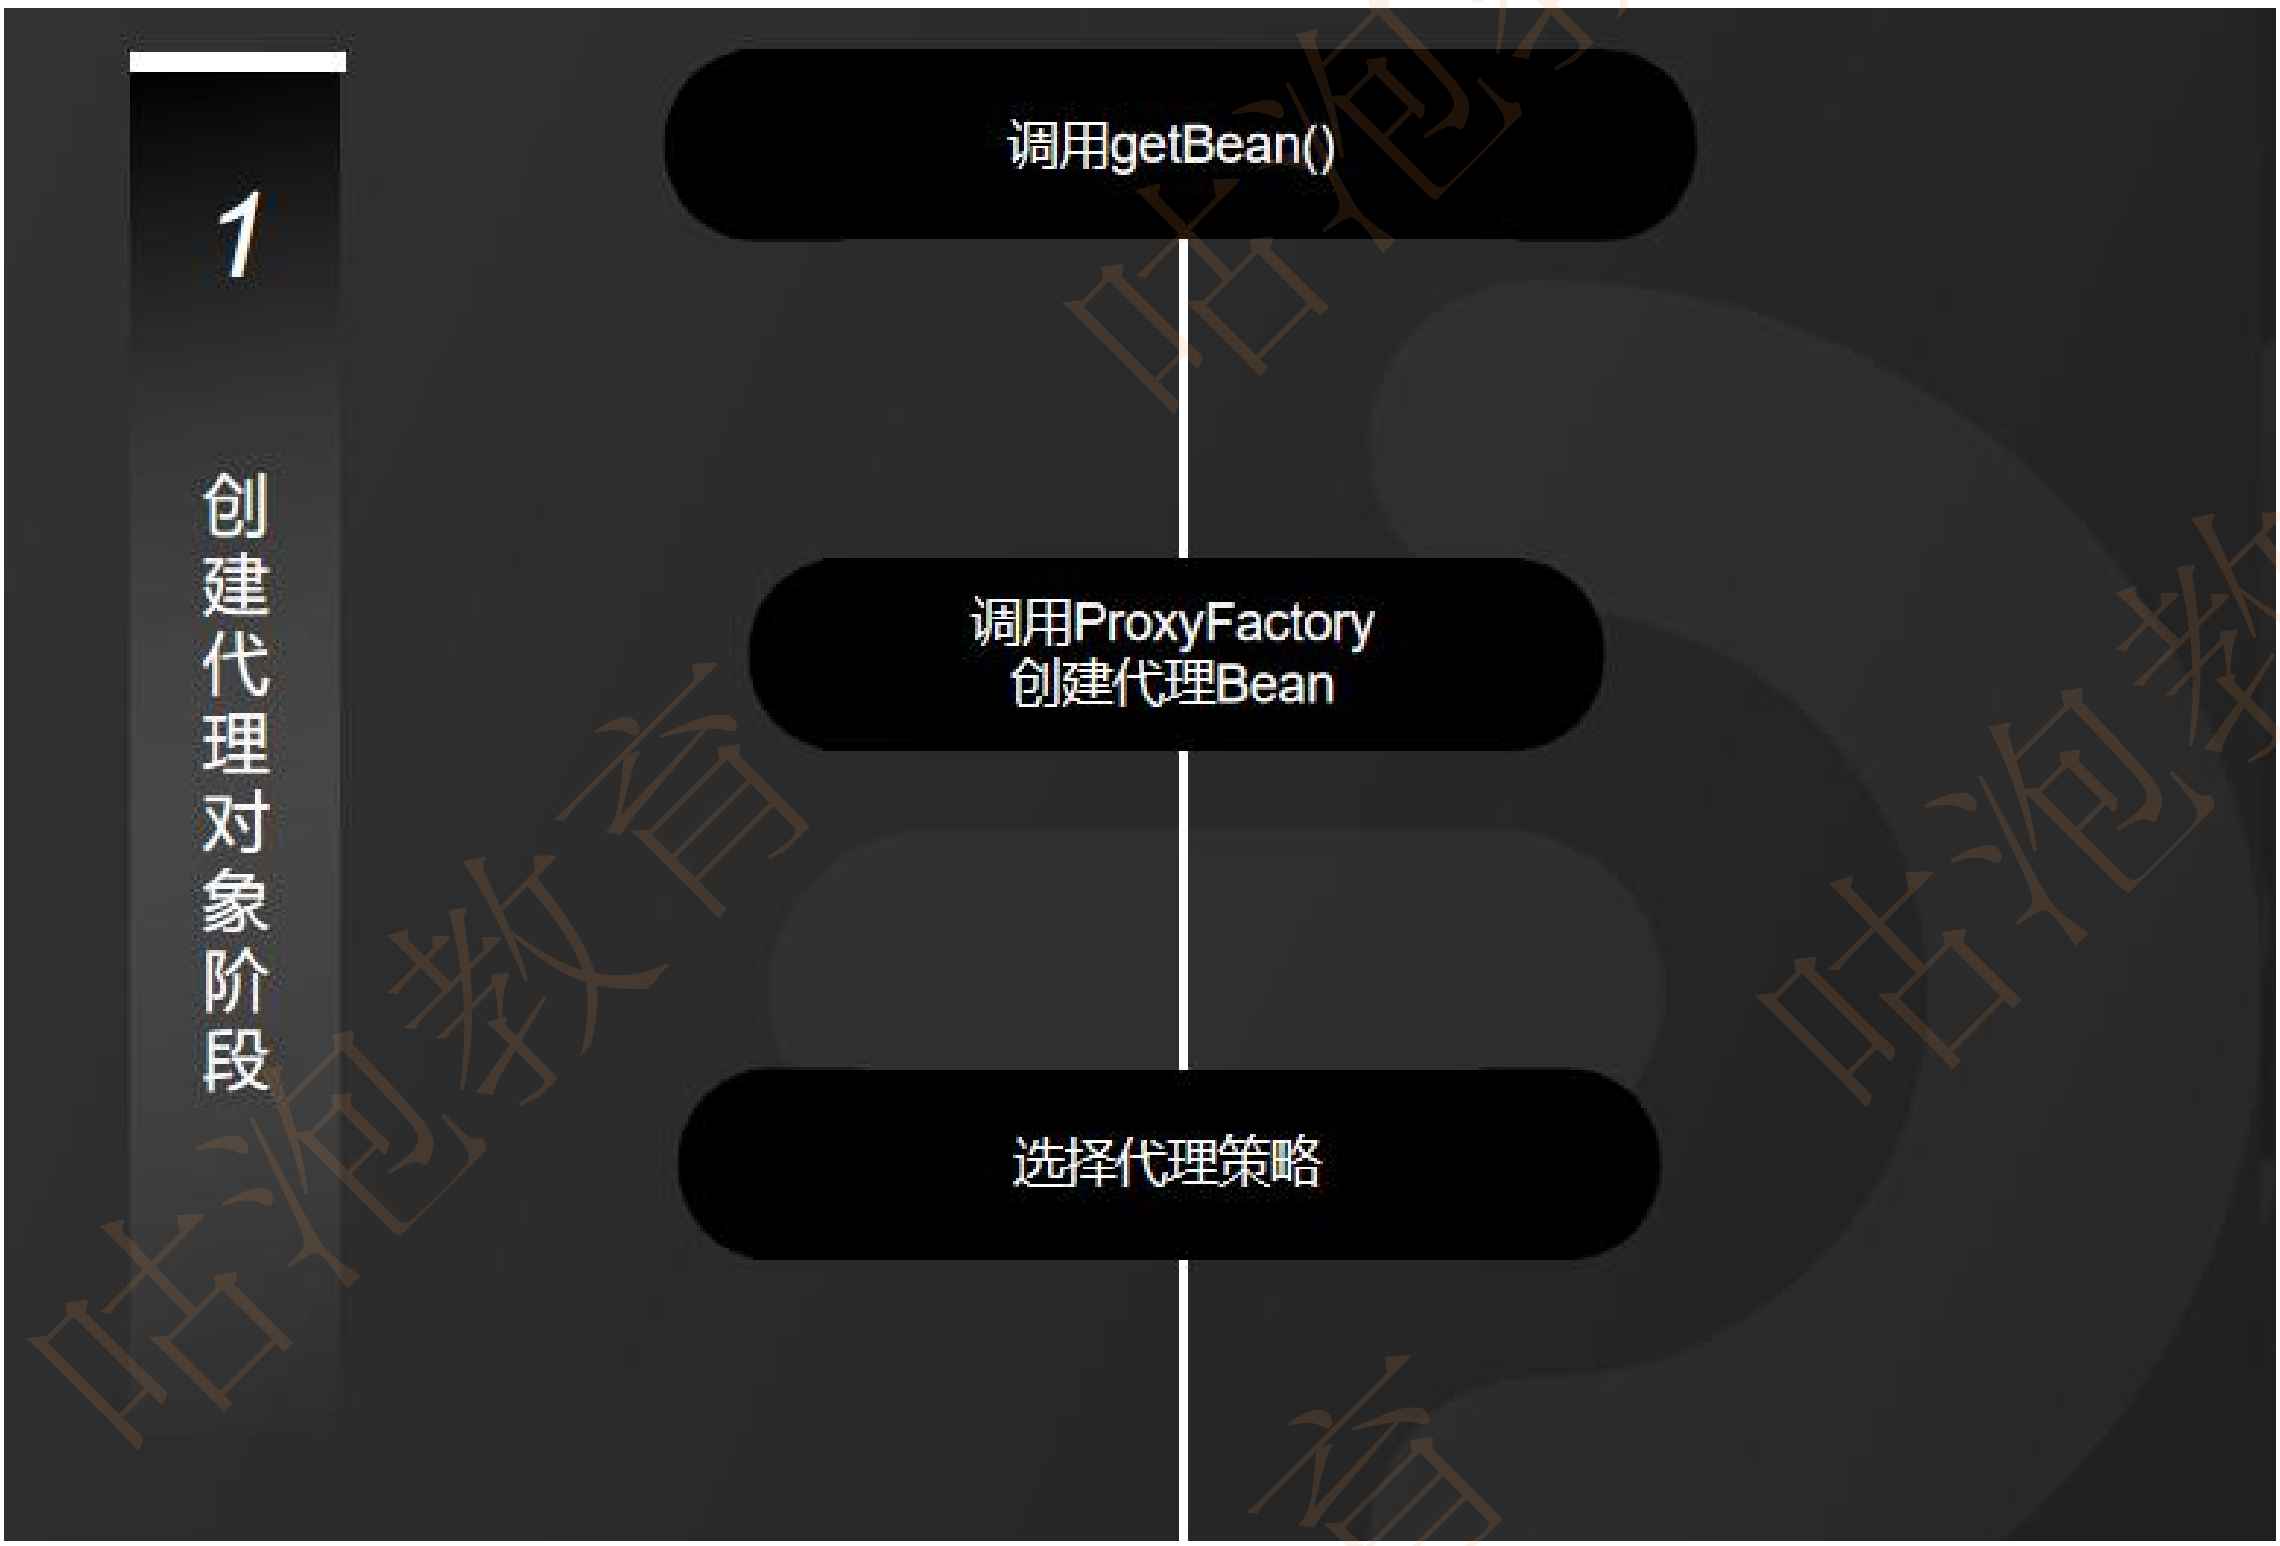 1
创建代理对象阶段
调用getBean()
调用ProxyFactory
创建代理Bean
选择代理策略
咕泡教育
咕泡教
咕泡教
育